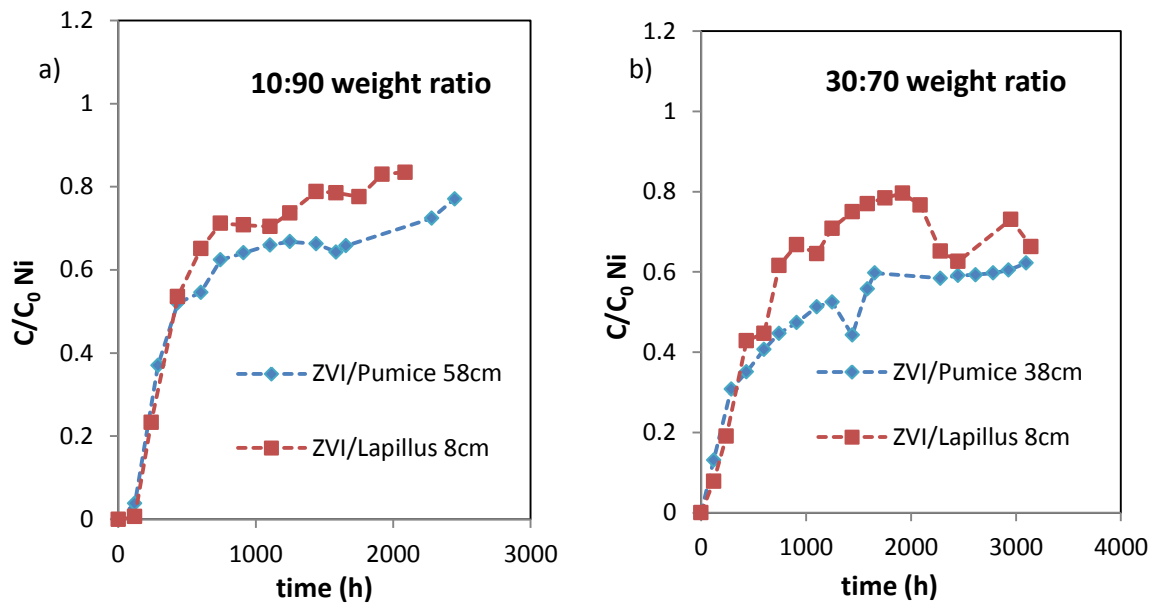 a)
10:90 weight ratio
1.2
1
0.8
0.6
0.4
0.2
0
C/C₀ Ni
ZVI/Pumice 58cm
ZVI/Lapillus 8cm
0 1000 2000 3000
time (h)
b)
30:70 weight ratio
1.2
1
0.8
0.6
0.4
0.2
0
C/C₀ Ni
ZVI/Pumice 38cm
ZVI/Lapillus 8cm
0 1000 2000 3000 4000
time (h)